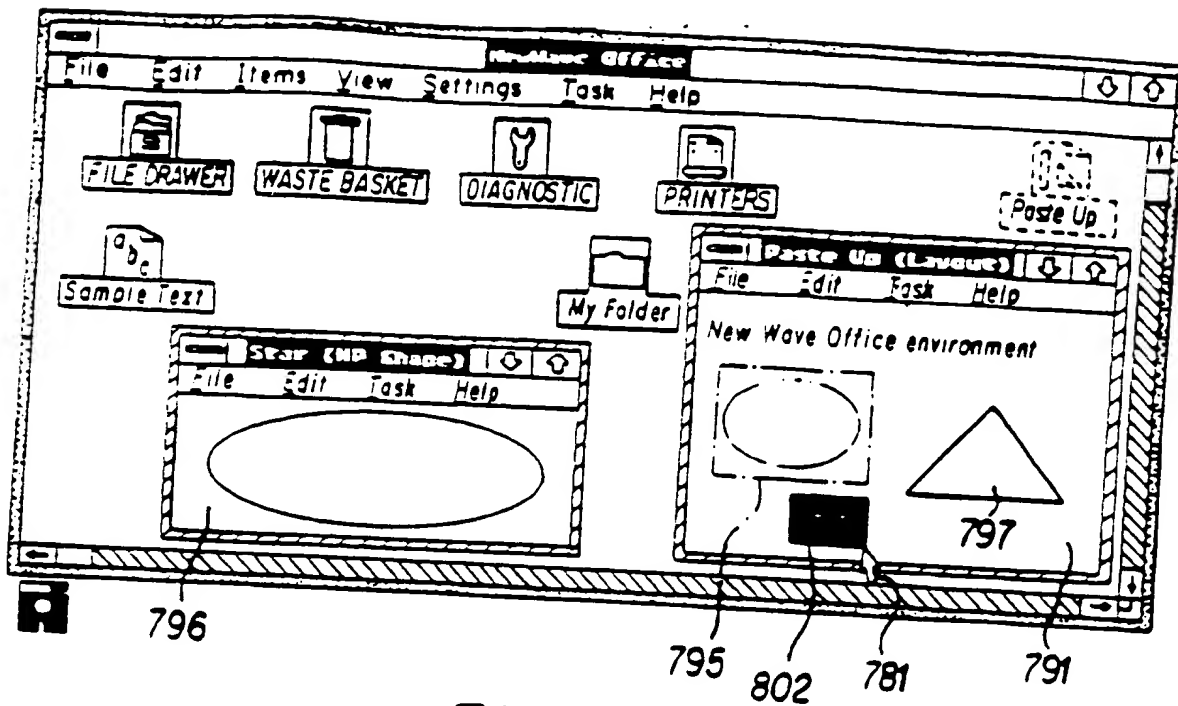 NewWave Office
File Edit Items View Settings Task Help
FILE DRAWER WASTE BASKET DIAGNOSTIC PRINTERS Paste Up
abc
Sample Text
My Folder
Paste Up (Layout)
File Edit Task Help
New Wave Office environment
Star (HP Shape)
File Edit Task Help
797
796 795 802 781 791